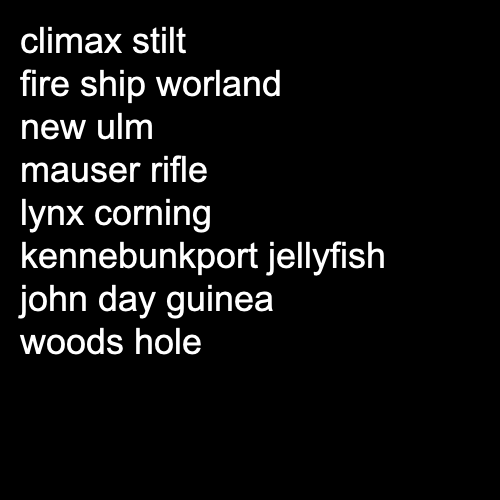 climax stilt
fire ship worland
new ulm
mauser rifle
lynx corning
kennebunkport jellyfish
john day guinea
woods hole